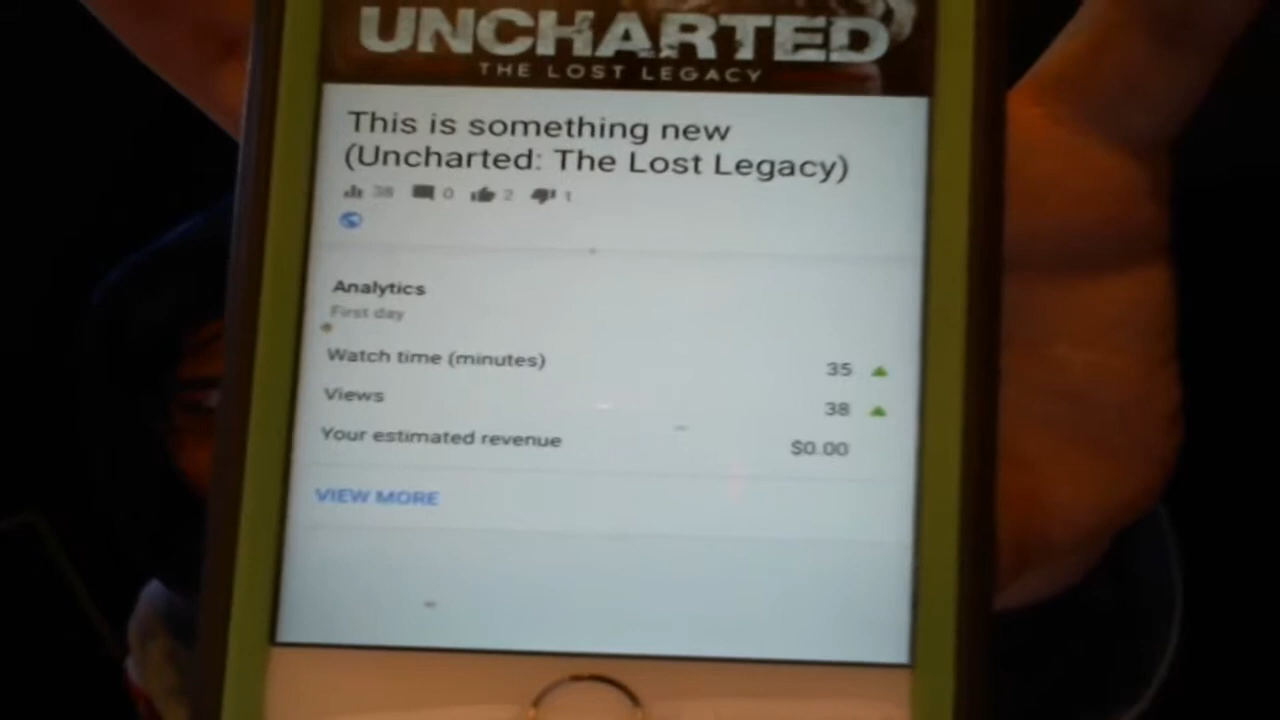 UNCHARTED
THE LOST LEGACY
This is something new
(Uncharted: The Lost Legacy)
38 0 2 1
Analytics
First day
Watch time (minutes) 35
Views 38
Your estimated revenue $0.00
VIEW MORE